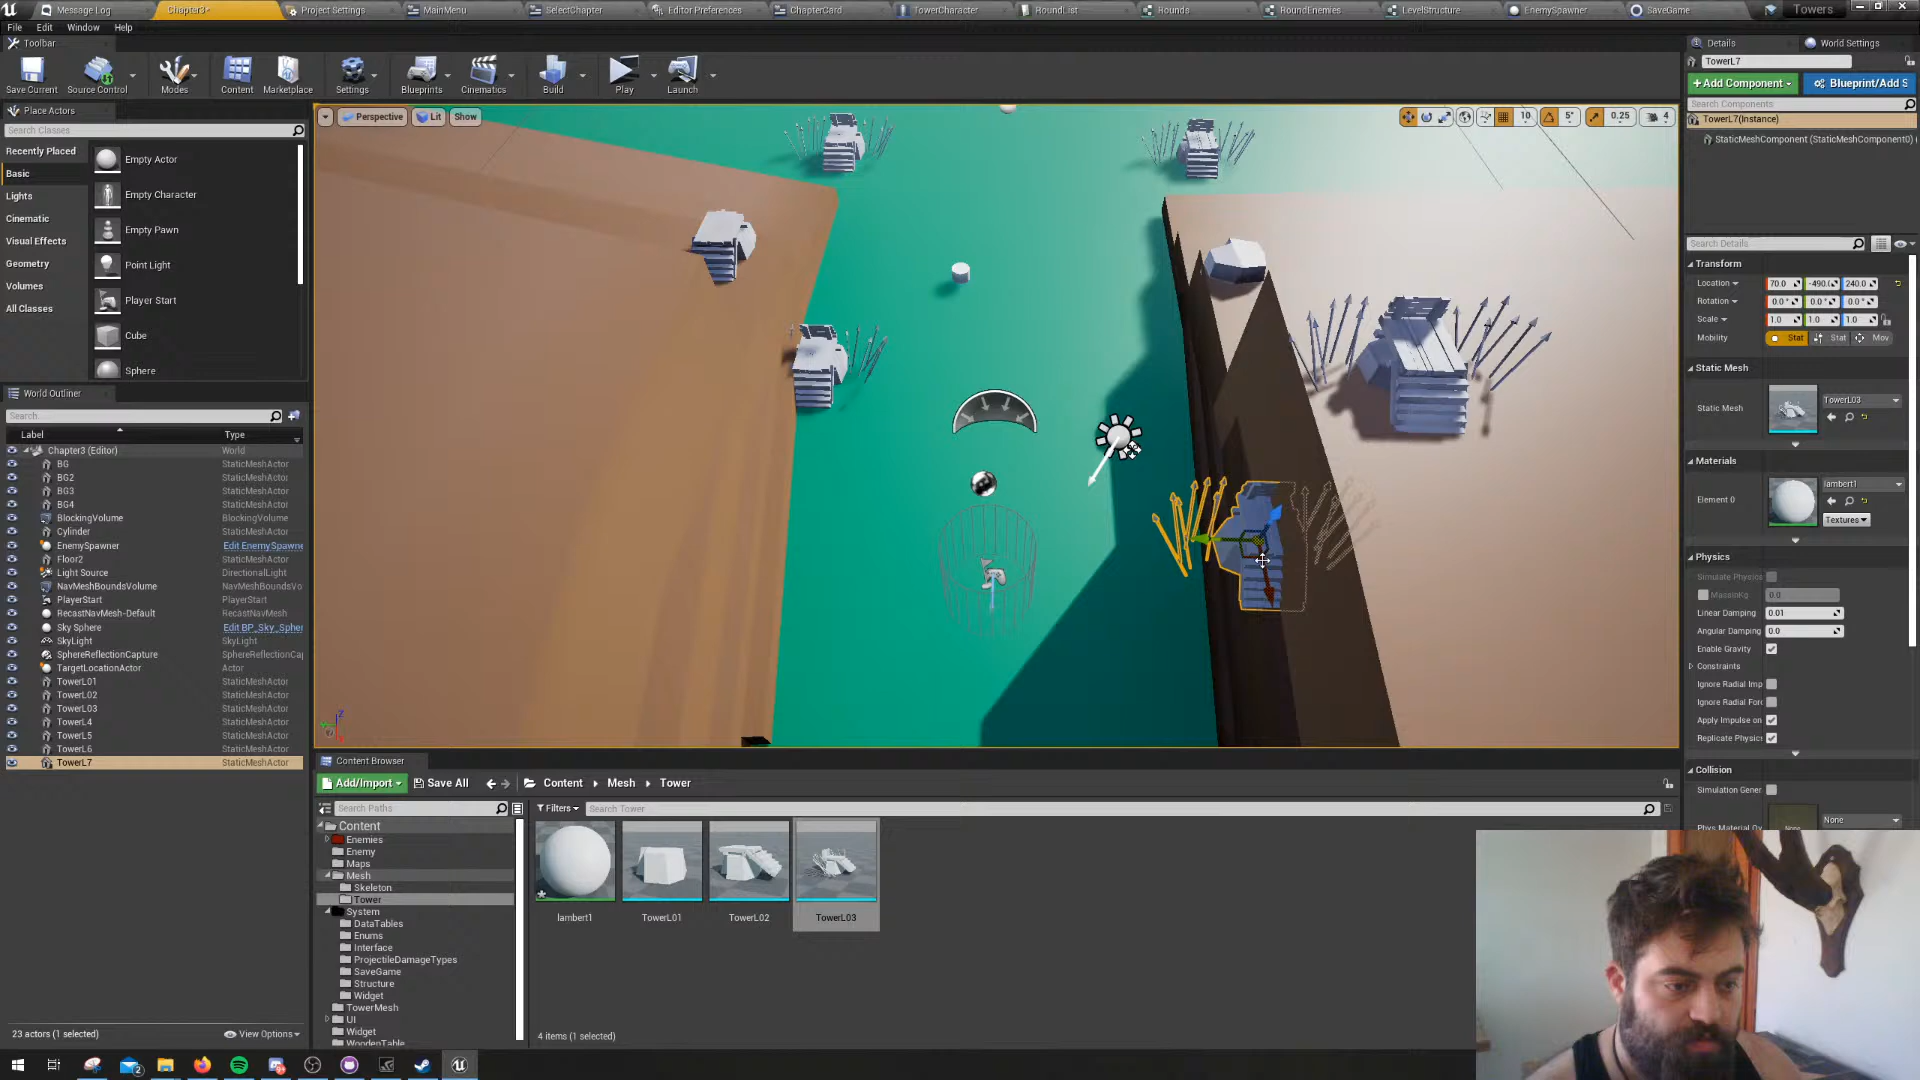 Message Log
Chapter3*
Project Settings
MainMenu
SelectChapter
Editor Preferences
ChapterCard
TowerCharacter
RoundList
Rounds
RoundEnemies
LevelStructure
EnemySpawner
SaveGame
Towers
File Edit Window Help
Toolbar
Save Current
Source Control
Modes
Content
Marketplace
Settings
Blueprints
Cinematics
Build
Play
Launch
Place Actors
Search Classes
Recently Placed
Basic
Lights
Cinematic
Visual Effects
Geometry
Volumes
All Classes
Empty Actor
Empty Character
Empty Pawn
Point Light
Player Start
Cube
Sphere
World Outliner
Search...
Label Type
Chapter3 (Editor) World
BG StaticMeshActor
BG2 StaticMeshActor
BG3 StaticMeshActor
BG4 StaticMeshActor
BlockingVolume BlockingVolume
Cylinder StaticMeshActor
EnemySpawner Edit EnemySpawne
Floor2 StaticMeshActor
Light Source DirectionalLight
NavMeshBoundsVolume NavMeshBoundsVolume
PlayerStart PlayerStart
RecastNavMesh-Default RecastNavMesh
Sky Sphere Edit BP_Sky_Spher
SkyLight SkyLight
SphereReflectionCapture SphereReflectionCa
TargetLocationActor Actor
TowerL01 StaticMeshActor
TowerL02 StaticMeshActor
TowerL03 StaticMeshActor
TowerL4 StaticMeshActor
TowerL5 StaticMeshActor
TowerL6 StaticMeshActor
TowerL7 StaticMeshActor
23 actors (1 selected)
View Options
Perspective
Lit
Show
10
5°
0.25
4
Z
Content Browser
Add/Import
Save All
Content
Mesh
Tower
Search Paths
Filters
Search Tower
Content
Enemies
Enemy
Maps
Mesh
Skeleton
Tower
System
DataTables
Enums
Interface
ProjectileDamageTypes
SaveGame
Structure
Widget
TowerMesh
UI
Widget
WoodenTable
lambert1
TowerL01
TowerL02
TowerL03
4 items (1 selected)
Details
World Settings
TowerL7
+Add Component
Blueprint/Add S
Search Components
TowerL7(Instance)
StaticMeshComponent (StaticMeshComponent0) (
Search Details
Transform
Location 70.0 -490.0 240.0
Rotation 0.0° 0.0° 0.0°
Scale 1.0 1.0 1.0
Mobility Stat Stat Mov
Static Mesh
Static Mesh
TowerL03
Materials
Element 0
lambert1
Textures
Physics
Simulate Physics
MassInKg 0.0
Linear Damping 0.01
Angular Damping 0.0
Enable Gravity
Constraints
Ignore Radial Imp
Ignore Radial Forc
Apply Impulse on
Replicate Physics
Collision
Simulation Gener
Phys Material Ov
None
None
2